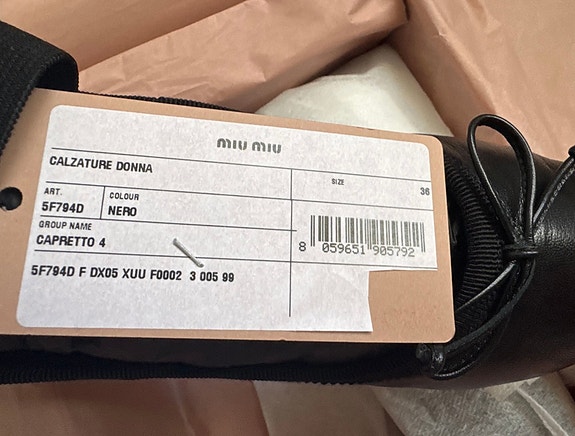 miu miu
CALZATURE DONNA
SIZE 36
ART. COLOUR
5F794D NERO
GROUP NAME
CAPRETTO 4
8 059651 905792
5F794D F DX05 XUU F0002 3 005 99